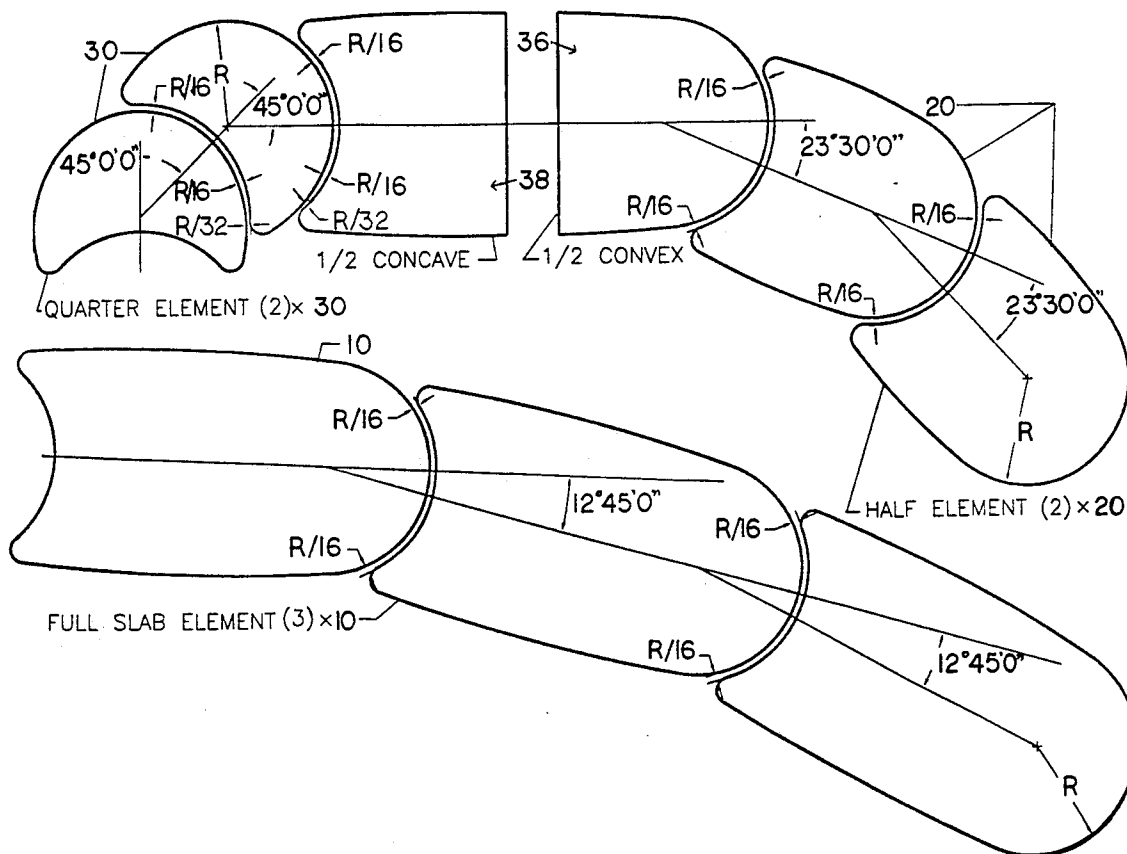 30
R/16
36
R
R/16
45°0'0"
R/16
20
45°0'0"
23°30'0"
R/16
R/16
38
R/16
R/16
R/32
R/32
1/2 CONCAVE
1/2 CONVEX
R/16
QUARTER ELEMENT (2)× 30
23°30'0"
10
R/16
R
12°45'0"
HALF ELEMENT (2)×20
R/16
R/16
FULL SLAB ELEMENT (3)×10
R/16
12°45'0"
R